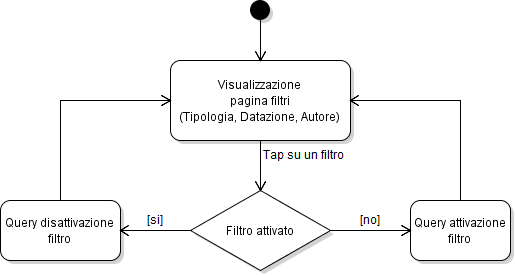 Visualizzazione
pagina filtri
(Tipologia, Datazione, Autore)
Tap su un filtro
Query disattivazione
filtro
[si]
Filtro attivato
[no]
Query attivazione
filtro